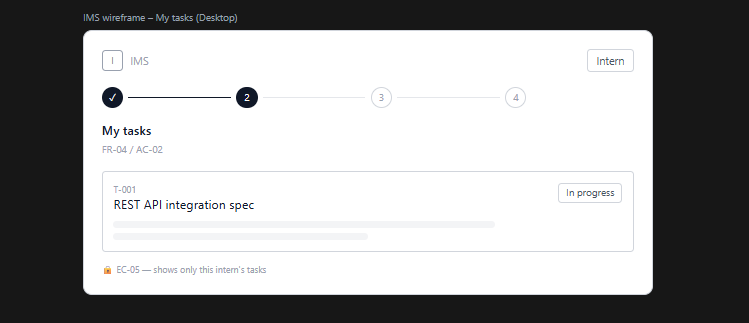 IMS wireframe – My tasks (Desktop)
I IMS Intern
✓ 2 3 4
My tasks
FR-04 / AC-02
T-001
In progress
REST API integration spec
🔒 EC-05 — shows only this intern's tasks